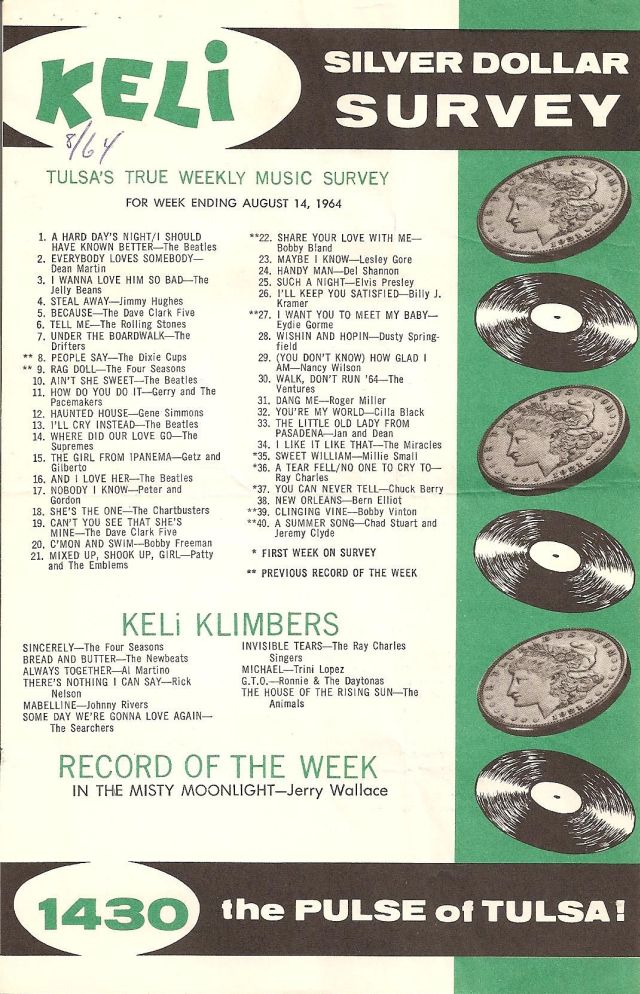 KELi
8/64
SILVER DOLLAR
SURVEY
TULSA'S TRUE WEEKLY MUSIC SURVEY
FOR WEEK ENDING AUGUST 14, 1964
1. A HARD DAY'S NIGHT/I SHOULD
HAVE KNOWN BETTER—The Beatles
2. EVERYBODY LOVES SOMEBODY—
Dean Martin
3. I WANNA LOVE HIM SO BAD—The
Jelly Beans
4. STEAL AWAY—Jimmy Hughes
5. BECAUSE—The Dave Clark Five
6. TELL ME—The Rolling Stones
7. UNDER THE BOARDWALK—The
Drifters
** 8. PEOPLE SAY—The Dixie Cups
** 9. RAG DOLL—The Four Seasons
10. AIN'T SHE SWEET—The Beatles
11. HOW DO YOU DO IT—Gerry and The
Pacemakers
12. HAUNTED HOUSE—Gene Simmons
13. I'LL CRY INSTEAD—The Beatles
14. WHERE DID OUR LOVE GO—The
Supremes
15. THE GIRL FROM IPANEMA—Getz and
Gilberto
16. AND I LOVE HER—The Beatles
17. NOBODY I KNOW—Peter and
Gordon
18. SHE'S THE ONE—The Chartbusters
19. CAN'T YOU SEE THAT SHE'S
MINE—The Dave Clark Five
20. C'MON AND SWIM—Bobby Freeman
21. MIXED UP, SHOOK UP, GIRL—Patty
and The Emblems
**22. SHARE YOUR LOVE WITH ME—
Bobby Bland
23. MAYBE I KNOW—Lesley Gore
24. HANDY MAN—Del Shannon
25. SUCH A NIGHT—Elvis Presley
26. I'LL KEEP YOU SATISFIED—Billy J.
Kramer
**27. I WANT YOU TO MEET MY BABY—
Eydie Gorme
28. WISHIN AND HOPIN—Dusty Spring-
field
29. (YOU DON'T KNOW) HOW GLAD I
AM—Nancy Wilson
30. WALK, DON'T RUN '64—The
Ventures
31. DANG ME—Roger Miller
32. YOU'RE MY WORLD—Cilla Black
33. THE LITTLE OLD LADY FROM
PASADENA—Jan and Dean
34. I LIKE IT LIKE THAT—The Miracles
*35. SWEET WILLIAM—Millie Small
*36. A TEAR FELL/NO ONE TO CRY TO—
Ray Charles
*37. YOU CAN NEVER TELL—Chuck Berry
38. NEW ORLEANS—Bern Elliot
**39. CLINGING VINE—Bobby Vinton
**40. A SUMMER SONG—Chad Stuart and
Jeremy Clyde
* FIRST WEEK ON SURVEY
** PREVIOUS RECORD OF THE WEEK
KELi KLIMBERS
SINCERELY—The Four Seasons
BREAD AND BUTTER—The Newbeats
ALWAYS TOGETHER—Al Martino
THERE'S NOTHING I CAN SAY—Rick
Nelson
MABELLINE—Johnny Rivers
SOME DAY WE'RE GONNA LOVE AGAIN—
The Searchers
INVISIBLE TEARS—The Ray Charles
Singers
MICHAEL—Trini Lopez
G.T.O.—Ronnie & The Daytonas
THE HOUSE OF THE RISING SUN—The
Animals
RECORD OF THE WEEK
IN THE MISTY MOONLIGHT—Jerry Wallace
1430
the PULSE of TULSA!